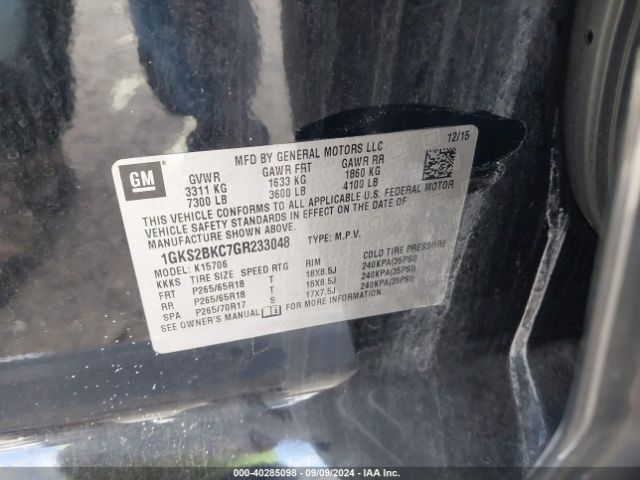 GM
MFD BY GENERAL MOTORS LLC
12/15
GVWR GAWR FRT GAWR RR
3311 KG 1633 KG 1860 KG
7300 LB 3600 LB 4100 LB
THIS VEHICLE CONFORMS TO ALL APPLICABLE U.S. FEDERAL MOTOR
VEHICLE SAFETY STANDARDS IN EFFECT ON THE DATE OF
MANUFACTURE SHOWN ABOVE.
1GKS2BKC7GR233048 TYPE: M.P.V.
MODEL: K15706
KKKS TIRE SIZE SPEED RTG RIM COLD TIRE PRESSURE
FRT P265/65R18 T 18X8.5J 240KPA(35PSI)
RR P265/65R18 T 18X8.5J 240KPA(35PSI)
SPA P265/70R17 S 17X7.5J 240KPA(35PSI)
SEE OWNER'S MANUAL FOR ADDITIONAL INFORMATION.
000-40285098 - 09/09/2024 - IAA Inc.